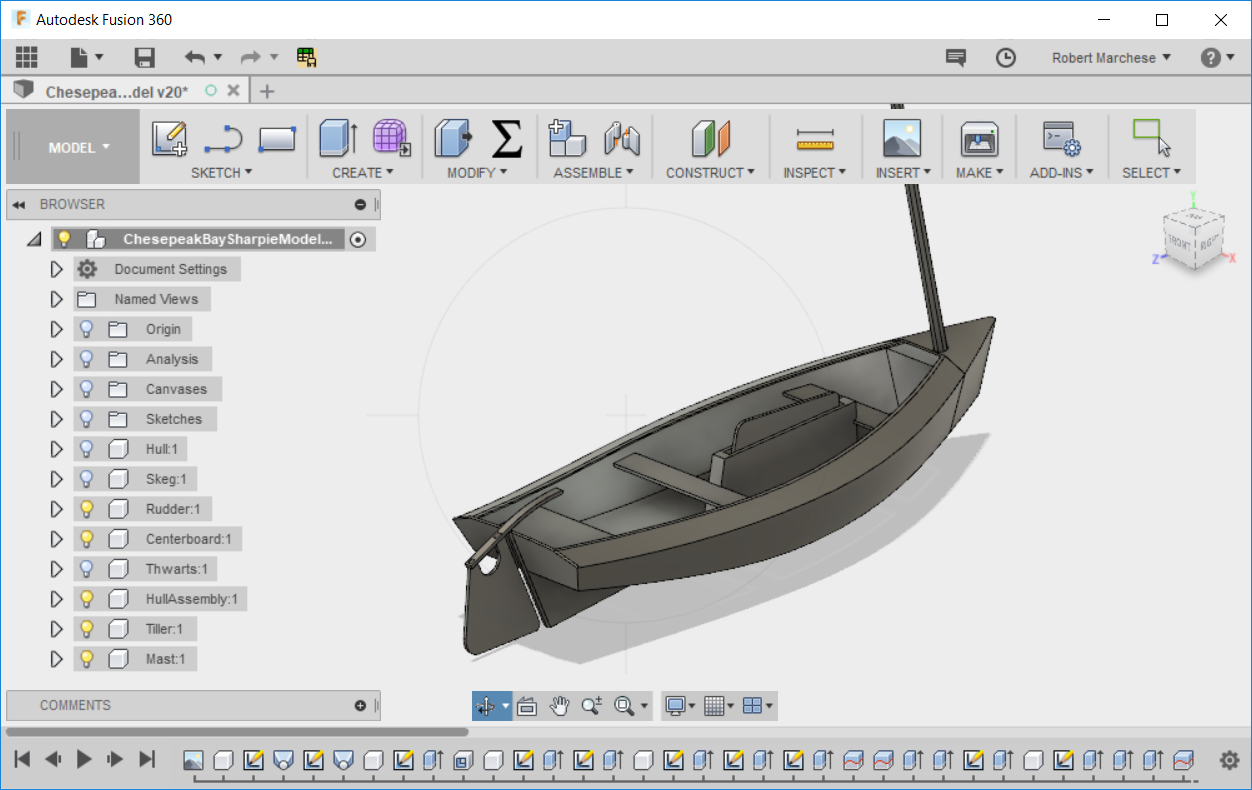 Autodesk Fusion 360
Robert Marchese
Chesepea...del v20*
MODEL
SKETCH
CREATE
MODIFY
ASSEMBLE
CONSTRUCT
INSPECT
INSERT
MAKE
ADD-INS
SELECT
BROWSER
ChesepeakBaySharpieModel...
Document Settings
Named Views
Origin
Analysis
Canvases
Sketches
Hull:1
Skeg:1
Rudder:1
Centerboard:1
Thwarts:1
HullAssembly:1
Tiller:1
Mast:1
Y
FRONT
RIGHT
Z
X
COMMENTS